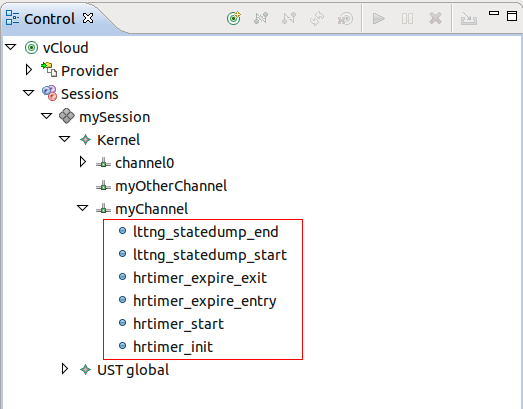 Control
vCloud
Provider
Sessions
mySession
Kernel
channel0
myOtherChannel
myChannel
lttng_statedump_end
lttng_statedump_start
hrtimer_expire_exit
hrtimer_expire_entry
hrtimer_start
hrtimer_init
UST global